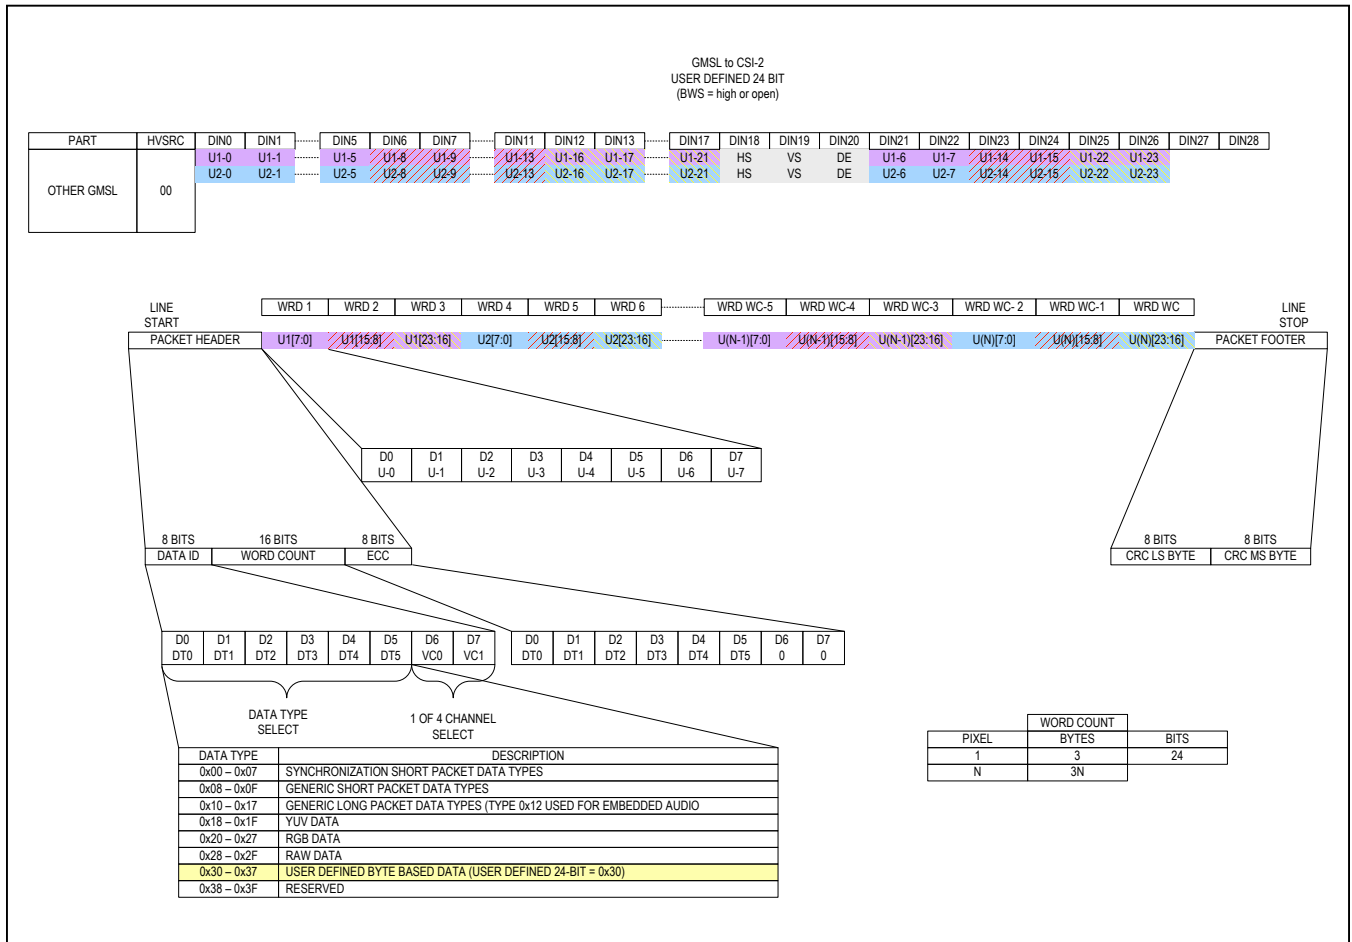 GMSL to CSI-2
USER DEFINED 24 BIT
(BWS = high or open)
PART HVSRC DIN0 DIN1 DIN5 DIN6 DIN7 DIN11 DIN12 DIN13 DIN17 DIN18 DIN19 DIN20 DIN21 DIN22 DIN23 DIN24 DIN25 DIN26 DIN27 DIN28
U1-0 U1-1 U1-5 U1-8 U1-9 U1-13 U1-16 U1-17 U1-21 HS VS DE U1-6 U1-7 U1-14 U1-15 U1-22 U1-23
U2-0 U2-1 U2-5 U2-8 U2-9 U2-13 U2-16 U2-17 U2-21 HS VS DE U2-6 U2-7 U2-14 U2-15 U2-22 U2-23
OTHER GMSL 00
WRD 1 WRD 2 WRD 3 WRD 4 WRD 5 WRD 6 WRD WC-5 WRD WC-4 WRD WC-3 WRD WC- 2 WRD WC-1 WRD WC
LINE
START
LINE
STOP
PACKET HEADER U1[7:0] U1[15:8] U1[23:16] U2[7:0] U2[15:8] U2[23:16] U(N-1)[7:0] U(N-1)[15:8] U(N-1)[23:16] U(N)[7:0] U(N)[15:8] U(N)[23:16] PACKET FOOTER
D0 D1 D2 D3 D4 D5 D6 D7
U-0 U-1 U-2 U-3 U-4 U-5 U-6 U-7
8 BITS 16 BITS 8 BITS
DATA ID WORD COUNT ECC
8 BITS 8 BITS
CRC LS BYTE CRC MS BYTE
D0 D1 D2 D3 D4 D5 D6 D7
DT0 DT1 DT2 DT3 DT4 DT5 VC0 VC1
D0 D1 D2 D3 D4 D5 D6 D7
DT0 DT1 DT2 DT3 DT4 DT5 0 0
DATA TYPE
SELECT
1 OF 4 CHANNEL
SELECT
WORD COUNT
PIXEL BYTES BITS
1 3 24
N 3N
DATA TYPE DESCRIPTION
0x00 – 0x07 SYNCHRONIZATION SHORT PACKET DATA TYPES
0x08 – 0x0F GENERIC SHORT PACKET DATA TYPES
0x10 – 0x17 GENERIC LONG PACKET DATA TYPES (TYPE 0x12 USED FOR EMBEDDED AUDIO
0x18 – 0x1F YUV DATA
0x20 – 0x27 RGB DATA
0x28 – 0x2F RAW DATA
0x30 – 0x37 USER DEFINED BYTE BASED DATA (USER DEFINED 24-BIT = 0x30)
0x38 – 0x3F RESERVED